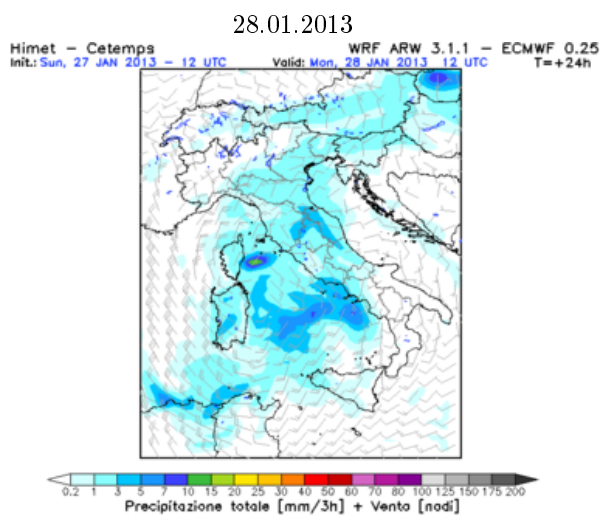 28.01.2013
Himet - Cetemps WRF ARW 3.1.1 - ECMWF 0.25
Init.: Sun, 27 JAN 2013 - 12 UTC Valid: Mon, 28 JAN 2013 12 UTC T=+24h
0.2 1 3 5 7 10 15 20 25 30 40 50 60 70 80 90 100 125 150 175 200
Precipitazione totale [mm/3h] + Vento [nodi]